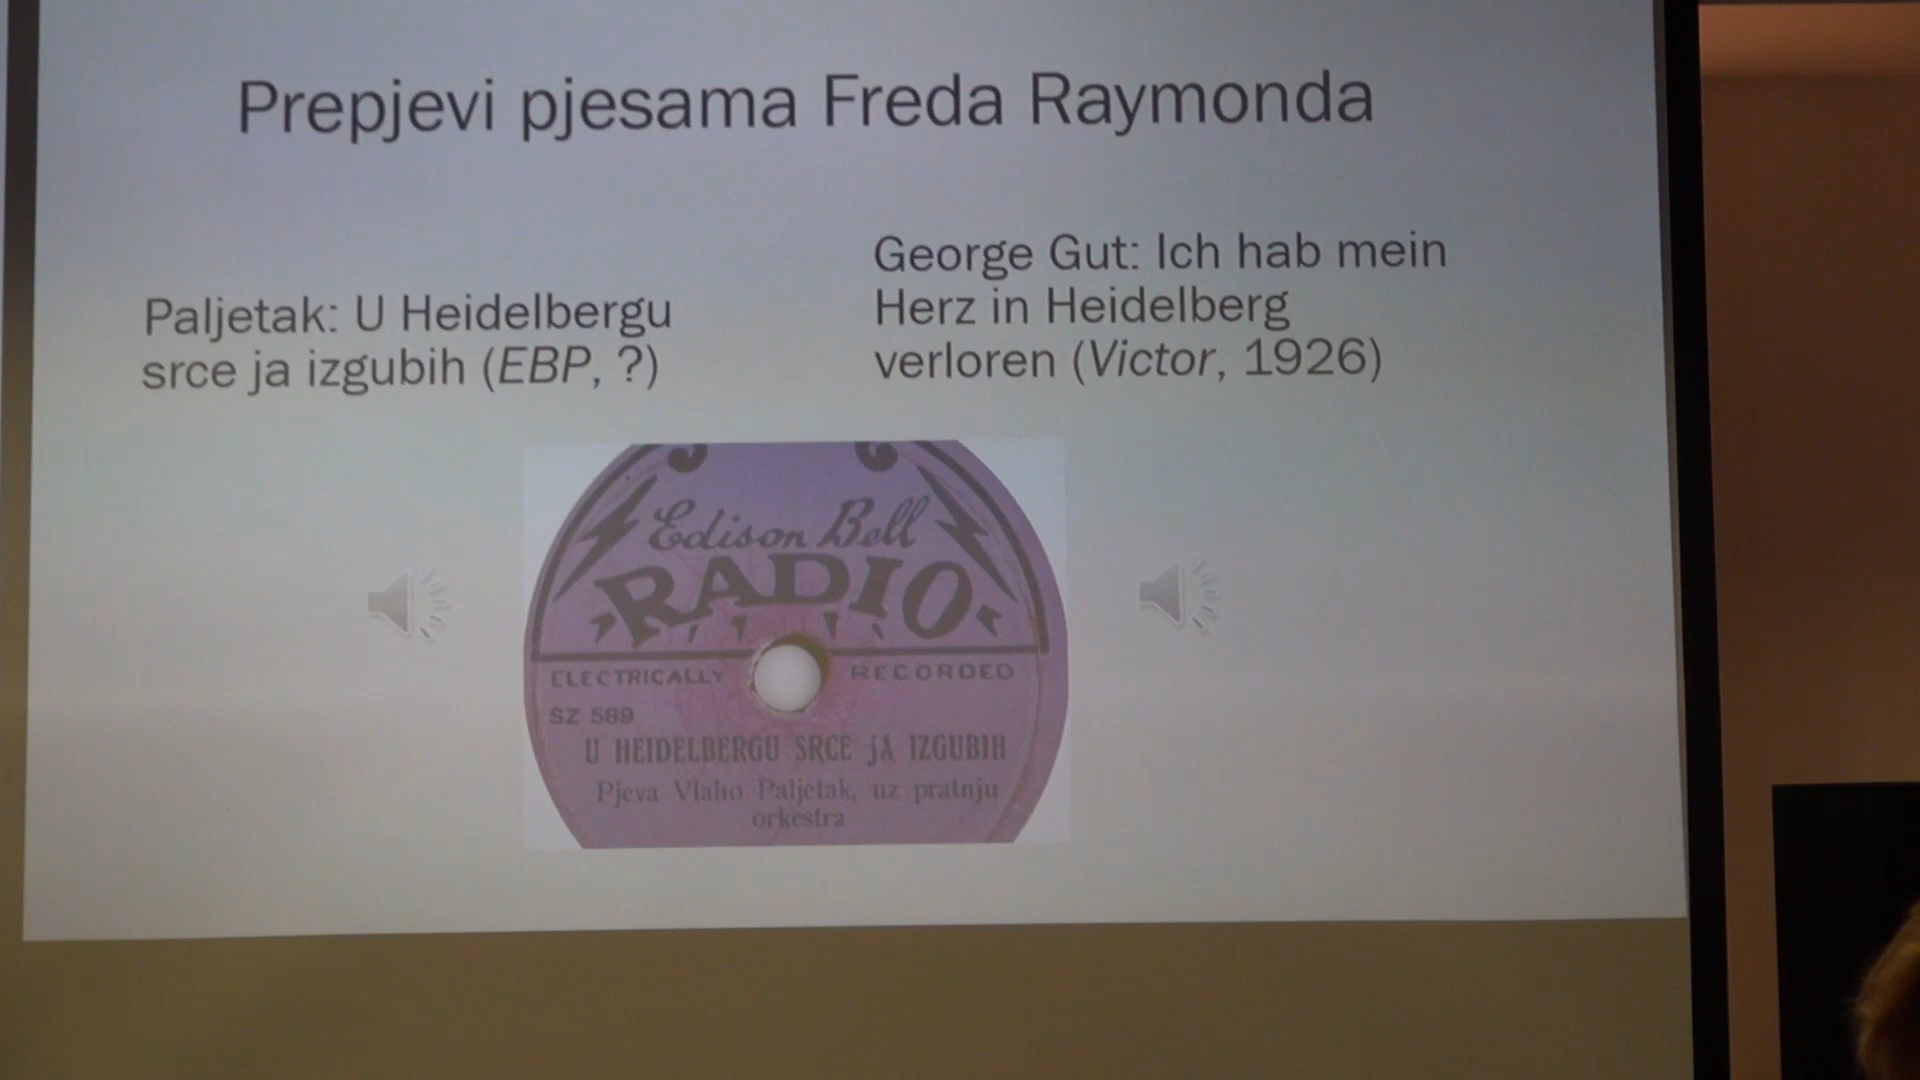 Prepjevi pjesama Freda Raymonda
Paljetak: U Heidelbergu
srce ja izgubih (EBP, ?)
George Gut: Ich hab mein
Herz in Heidelberg
verloren (Victor, 1926)
Edison Bell
RADIO
ELECTRICALLY RECORDED
SZ 589
U HEIDELBERGU SRCE JA IZGUBIH
Pjeva Vlaho Paljetak, uz pratnju
orkestra